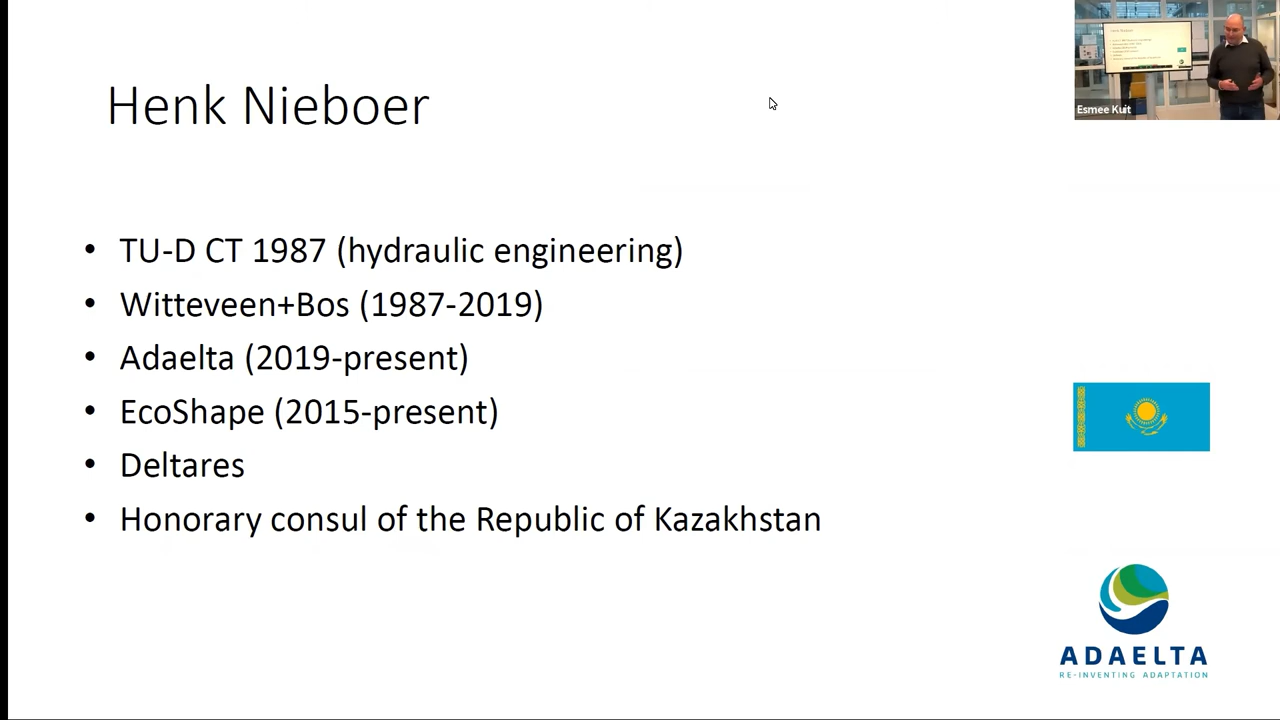 Henk Nieboer
Esmee Kuit
• TU-D CT 1987 (hydraulic engineering)
• Witteveen+Bos (1987-2019)
• Adaelta (2019-present)
• EcoShape (2015-present)
• Deltares
• Honorary consul of the Republic of Kazakhstan
ADAELTA
RE-INVENTING ADAPTATION